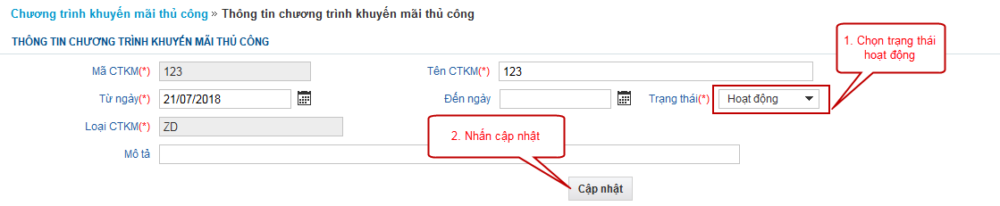 Chương trình khuyến mãi thủ công » Thông tin chương trình khuyến mãi thủ công
THÔNG TIN CHƯƠNG TRÌNH KHUYẾN MÃI THỦ CÔNG
1. Chọn trạng thái
hoạt động
Mã CTKM(*) 123 Tên CTKM(*) 123
Từ ngày(*) 21/07/2018 Đến ngày Trạng thái(*) Hoạt động
Loại CTKM(*) ZD
2. Nhấn cập nhật
Mô tả
Cập nhật